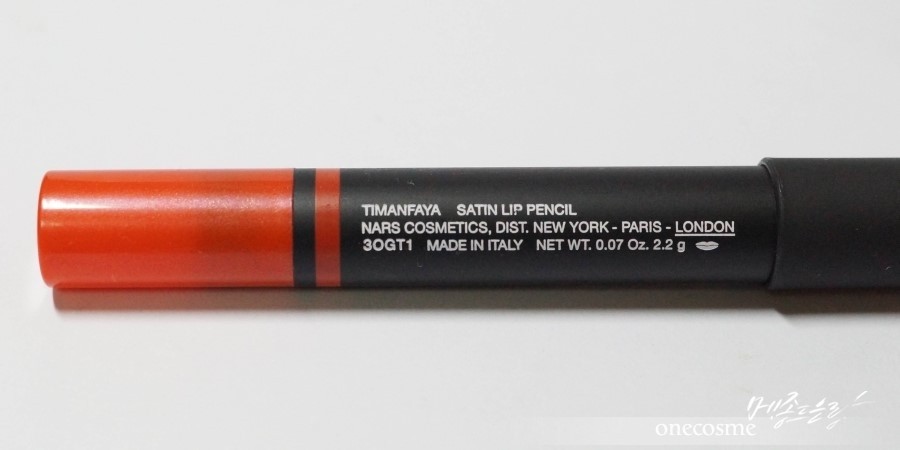 TIMANFAYA SATIN LIP PENCIL
NARS COSMETICS, DIST. NEW YORK - PARIS - LONDON
3OGT1 MADE IN ITALY NET WT. 0.07 Oz. 2.2 g
onecosme